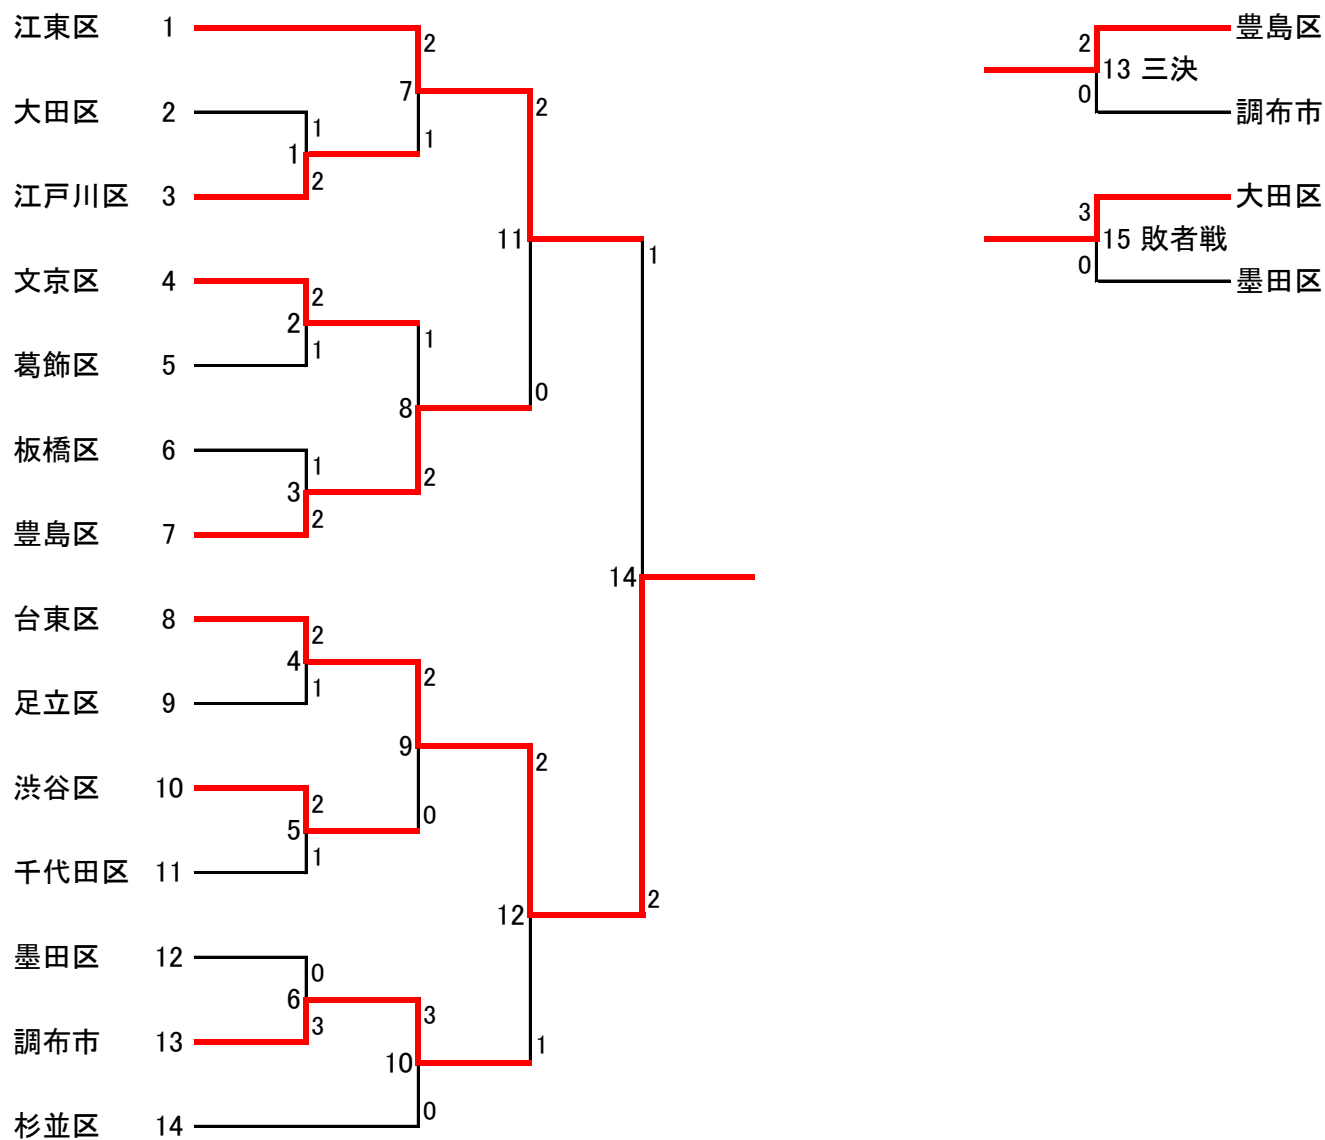 江東区 1
2
7
2
大田区 2
1
1
1
江戸川区 3
2
11
1
文京区 4
2
2
1
葛飾区 5
1
0
8
板橋区 6
1
3
2
豊島区 7
2
14
台東区 8
2
4
2
足立区 9
1
9
2
渋谷区 10
2
0
5
千代田区 11
1
12
2
墨田区 12
0
6
3
調布市 13
3
1
10
0
杉並区 14
豊島区
2
13 三決
0
調布市
大田区
3
15 敗者戦
0
墨田区